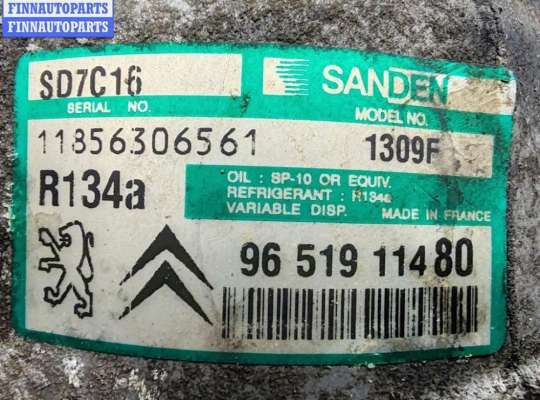 FINNAUTOPARTS
FINNAUTOPARTS
SD7C16
SANDEN
SERIAL NO.
MODEL NO.
11856306561
1309F
R134a
OIL : SP-10 OR EQUIV.
REFRIGERANT : R134a
VARIABLE DISP. MADE IN FRANCE
96 519 114 80